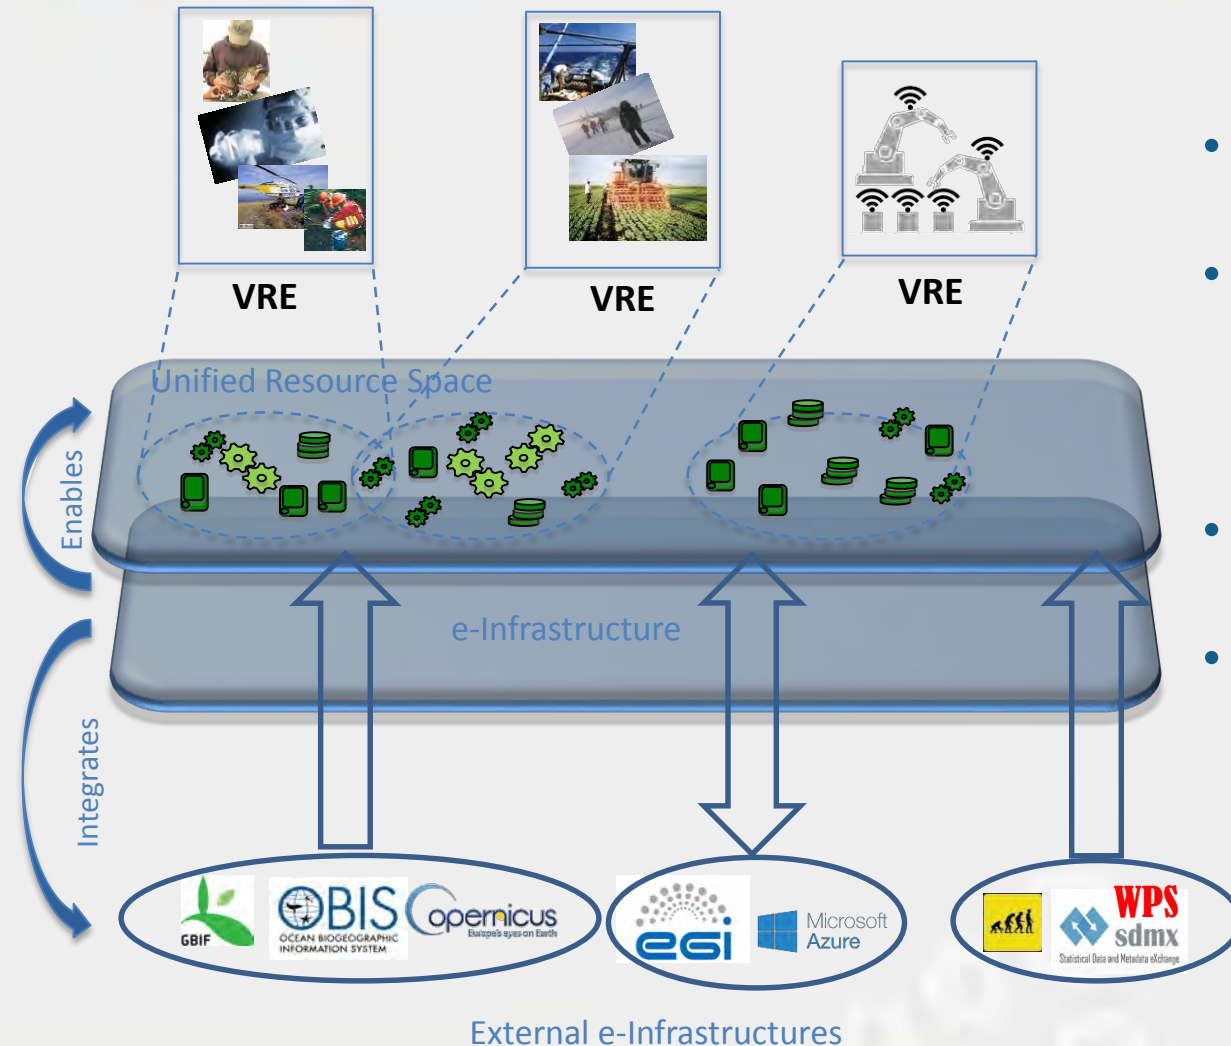 VRE
VRE
VRE
Unified Resource Space
Enables
e-Infrastructure
Integrates
GBIF
OBIS
OCEAN BIOGEOGRAPHIC
INFORMATION SYSTEM
Copernicus
Europe's eyes on Earth
egi
Microsoft
Azure
WPS
sdmx
Statistical Data and Metadata eXchange
External e-Infrastructures